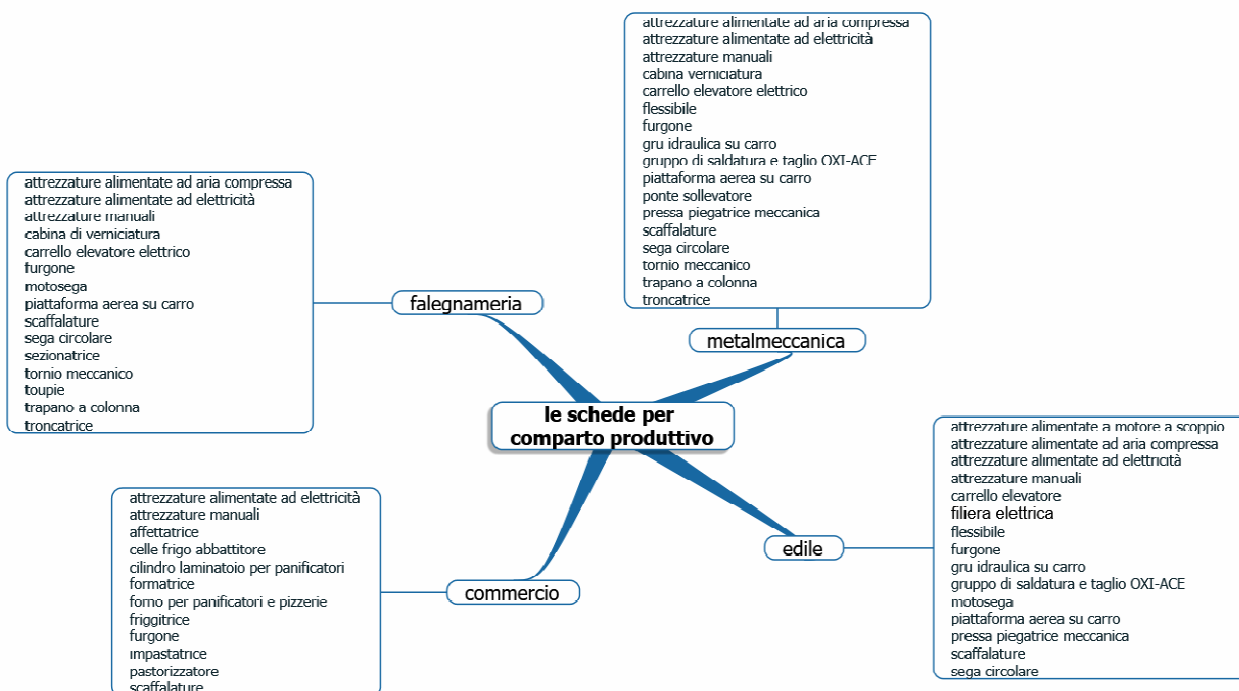 attrezzature alimentate ad aria compressa
attrezzature alimentate ad elettricità
attrezzature manuali
cabina verniciatura
carrello elevatore elettrico
flessibile
furgone
gru idraulica su carro
gruppo di saldatura e taglio OXI-ACE
piattaforma aerea su carro
ponte sollevatore
pressa piegatrice meccanica
scaffalature
sega circolare
tornio meccanico
trapano a colonna
troncatrice
metalmeccanica
attrezzature alimentate ad aria compressa
attrezzature alimentate ad elettricità
attrezzature manuali
cabina di verniciatura
carrello elevatore elettrico
furgone
motosega
piattaforma aerea su carro
scaffalature
sega circolare
sezionatrice
tornio meccanico
toupie
trapano a colonna
troncatrice
falegnameria
le schede per
comparto produttivo
attrezzature alimentate a motore a scoppio
attrezzature alimentate ad aria compressa
attrezzature alimentate ad elettricità
attrezzature manuali
carrello elevatore
filiera elettrica
flessibile
furgone
gru idraulica su carro
gruppo di saldatura e taglio OXI-ACE
motosega
piattaforma aerea su carro
pressa piegatrice meccanica
scaffalature
sega circolare
edile
attrezzature alimentate ad elettricità
attrezzature manuali
affettatrice
celle frigo abbattitore
cilindro laminatoio per panificatori
formatrice
forno per panificatori e pizzerie
friggitrice
furgone
impastatrice
pastorizzatore
scaffalature
commercio